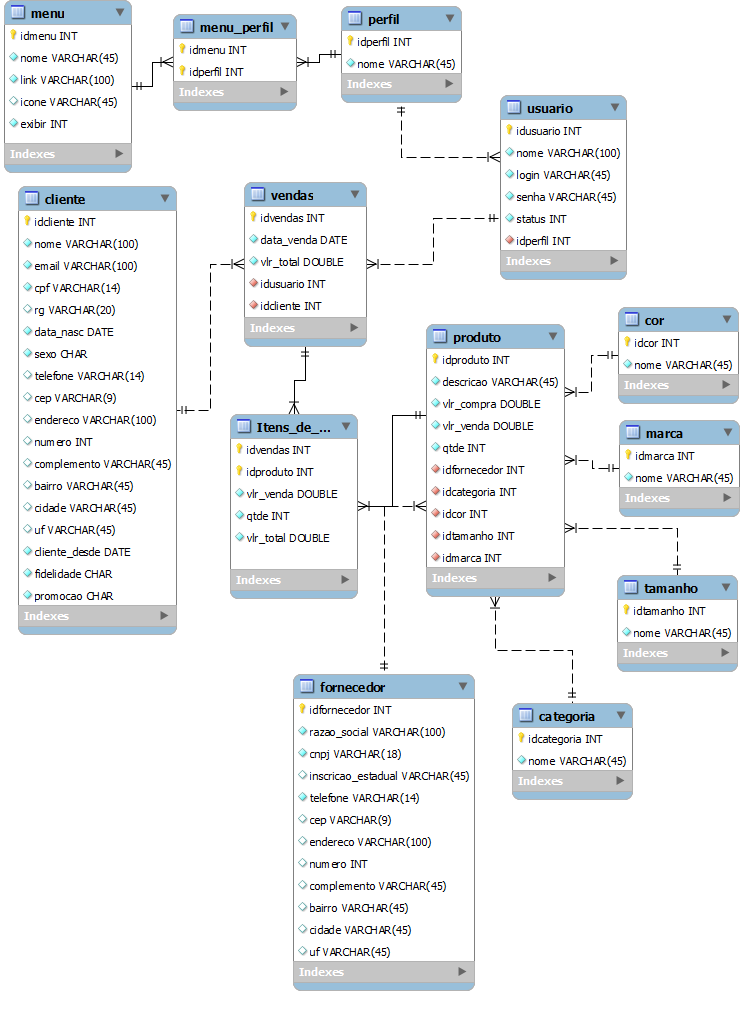 menu
idmenu INT
nome VARCHAR(45)
link VARCHAR(100)
icone VARCHAR(45)
exibir INT
Indexes
menu_perfil
idmenu INT
idperfil INT
Indexes
perfil
idperfil INT
nome VARCHAR(45)
Indexes
usuario
idusuario INT
nome VARCHAR(100)
login VARCHAR(45)
senha VARCHAR(45)
status INT
idperfil INT
Indexes
cliente
idcliente INT
nome VARCHAR(100)
email VARCHAR(100)
cpf VARCHAR(14)
rg VARCHAR(20)
data_nasc DATE
sexo CHAR
telefone VARCHAR(14)
cep VARCHAR(9)
endereco VARCHAR(100)
numero INT
complemento VARCHAR(45)
bairro VARCHAR(45)
cidade VARCHAR(45)
uf VARCHAR(45)
cliente_desde DATE
fidelidade CHAR
promocao CHAR
Indexes
vendas
idvendas INT
data_venda DATE
vlr_total DOUBLE
idusuario INT
idcliente INT
Indexes
Itens_de_...
idvendas INT
idproduto INT
vlr_venda DOUBLE
qtde INT
vlr_total DOUBLE
Indexes
produto
idproduto INT
descricao VARCHAR(45)
vlr_compra DOUBLE
vlr_venda DOUBLE
qtde INT
idfornecedor INT
idcategoria INT
idcor INT
idtamanho INT
idmarca INT
Indexes
cor
idcor INT
nome VARCHAR(45)
Indexes
marca
idmarca INT
nome VARCHAR(45)
Indexes
tamanho
idtamanho INT
nome VARCHAR(45)
Indexes
fornecedor
idfornecedor INT
razao_social VARCHAR(100)
cnpj VARCHAR(18)
inscricao_estadual VARCHAR(45)
telefone VARCHAR(14)
cep VARCHAR(9)
endereco VARCHAR(100)
numero INT
complemento VARCHAR(45)
bairro VARCHAR(45)
cidade VARCHAR(45)
uf VARCHAR(45)
Indexes
categoria
idcategoria INT
nome VARCHAR(45)
Indexes